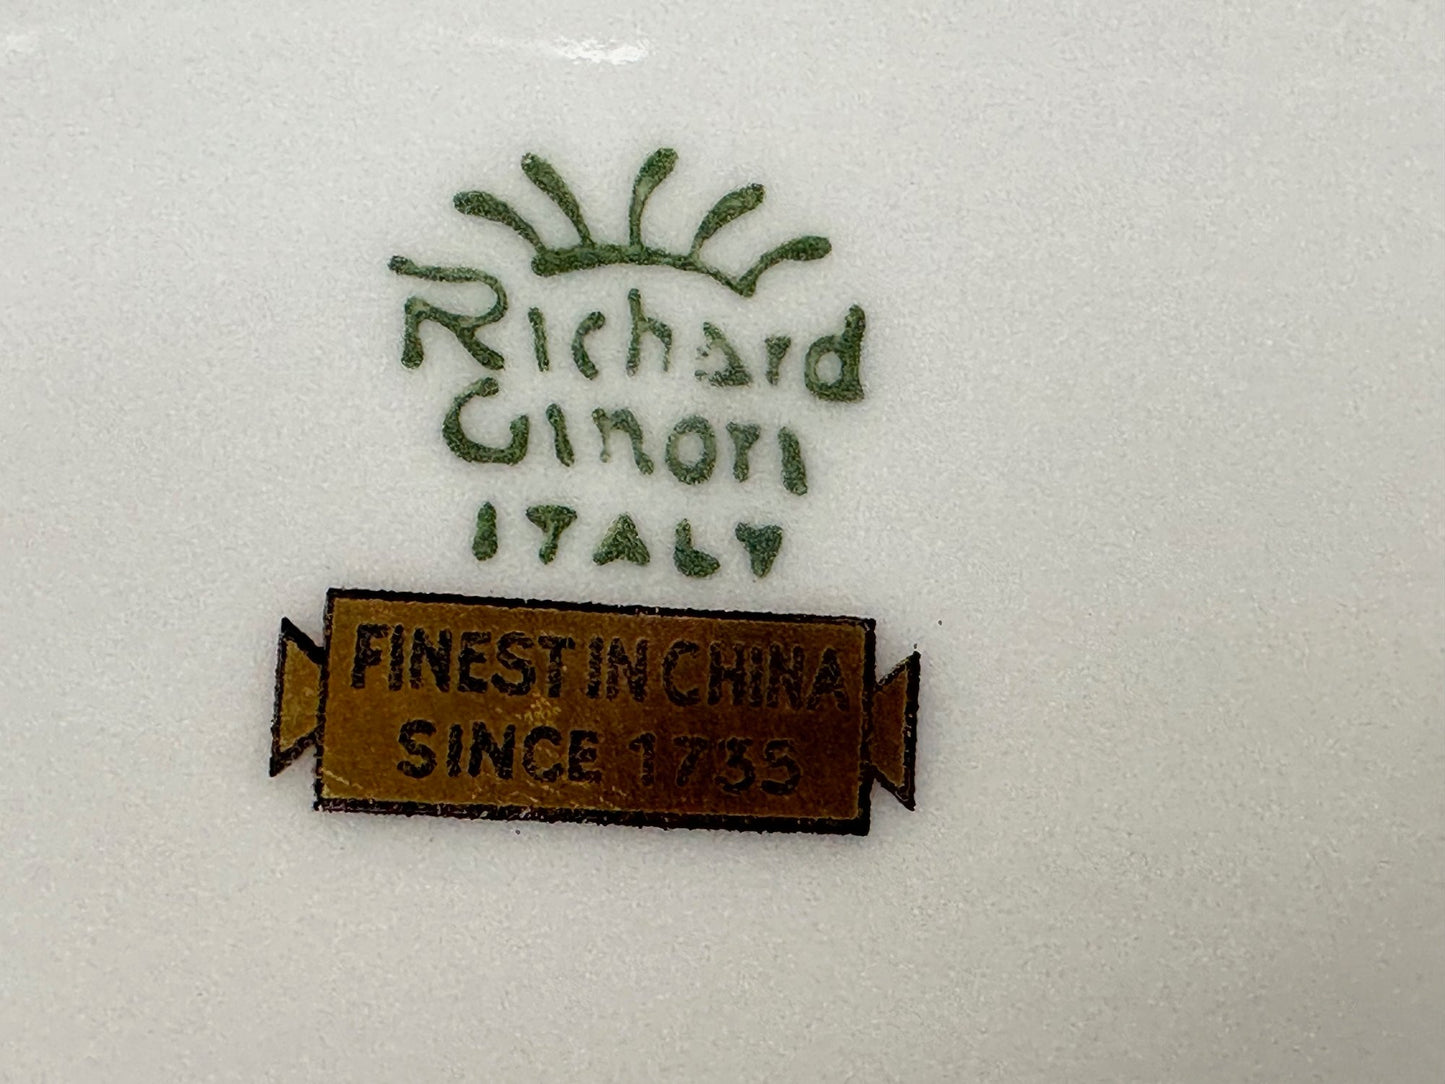 Richard
Ginori
ITALY
FINEST IN CHINA
SINCE 1735